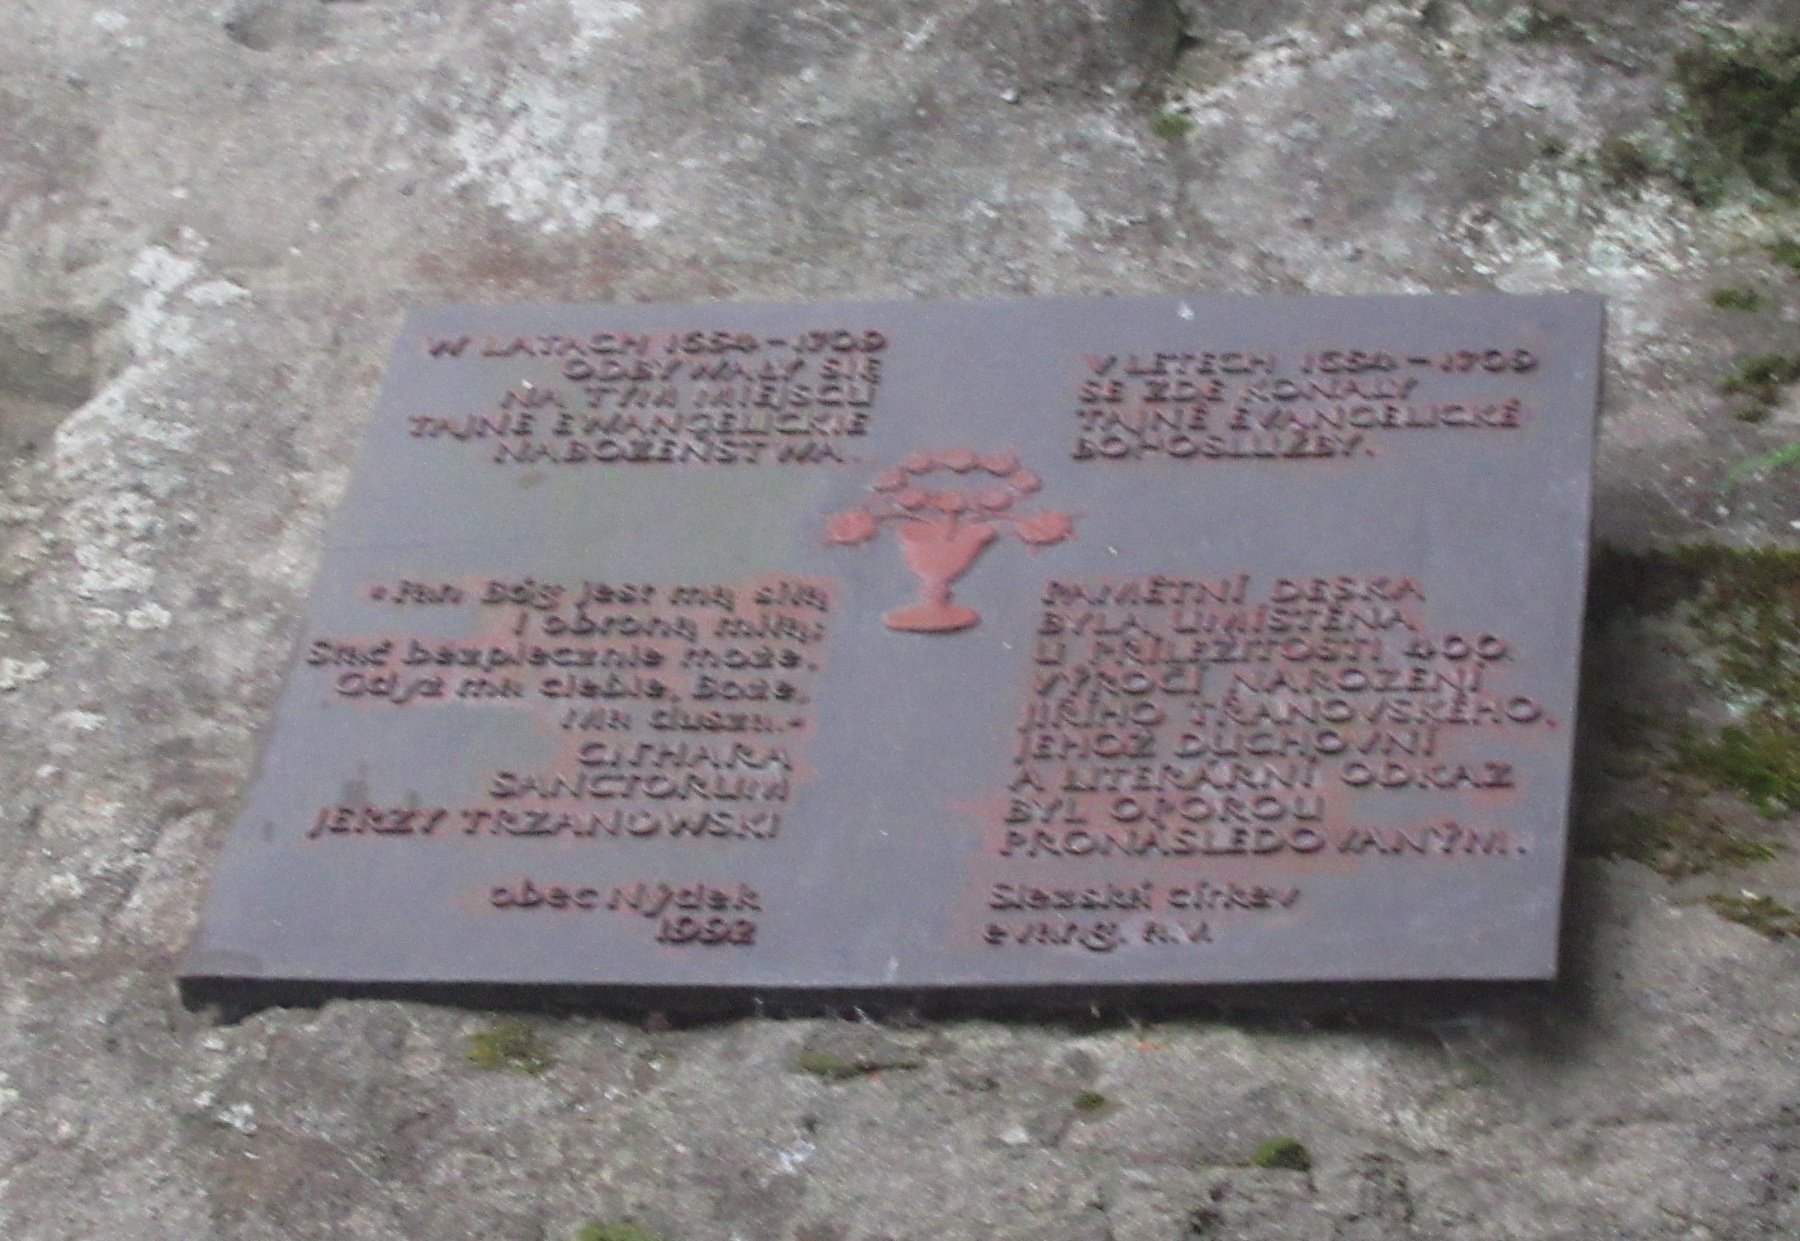 W LATACH 1654-1709
ODBYWAŁY SIĘ
NA TYM MIEJSCU
TAJNE EWANGELICKIE
NABOŻEŃSTWA.
V LETECH 1654-1709
SE ZDE KONALY
TAJNÉ EVANGELICKÉ
BOHOSLUŽBY.
"Pan Bóg jest mą siłą
i obroną miłą;
Stać bezpiecznie może,
Gdyż ma ciebie, Boże,
Ma dusza."
CITHARA
SANCTORUM
JERZY TRZANOWSKI
obec Nýdek
1992
PAMĚTNÍ DESKA
BYLA UMÍSTĚNA
U PŘÍLEŽITOSTI 400.
VÝROČÍ NAROZENÍ
JIŘÍHO TŘANOVSKÉHO,
JEHOŽ DUCHOVNÍ
A LITERÁRNÍ ODKAZ
BYL OPOROU
PRONÁSLEDOVANÝM.
Slezská církev
evang. a.v.